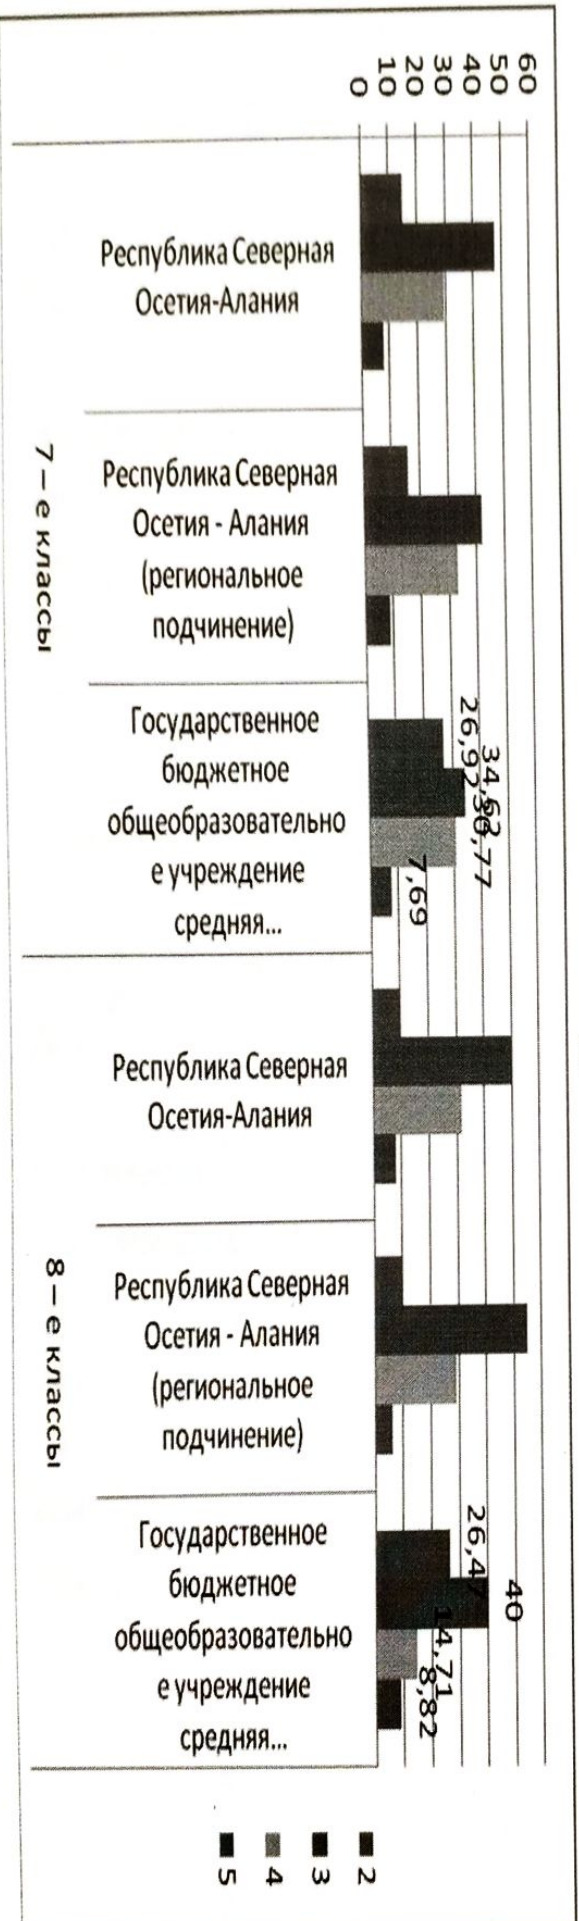 60
50
40
30
20
10
0
26,92
34,62
30,77
7,69
26,47
40
14,71
8,82
Республика Северная
Осетия-Алания
Республика Северная
Осетия - Алания
(региональное
подчинение)
Государственное
бюджетное
общеобразовательно
е учреждение
средняя...
Республика Северная
Осетия-Алания
Республика Северная
Осетия - Алания
(региональное
подчинение)
Государственное
бюджетное
общеобразовательно
е учреждение
средняя...
7 – е классы
8 – е классы
2
3
4
5